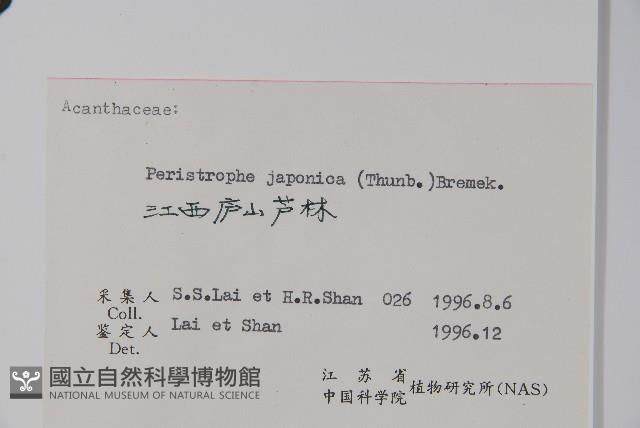 Acanthaceae:
Peristrophe japonica (Thunb.)Bremek.
江西庐山芦林
采集人 S.S.Lai et H.R.Shan 026 1996.8.6
Coll.
鉴定人 Lai et Shan 1996.12
Det.
江苏省
中国科学院 植物研究所(NAS)
國立自然科學博物館
NATIONAL MUSEUM OF NATURAL SCIENCE